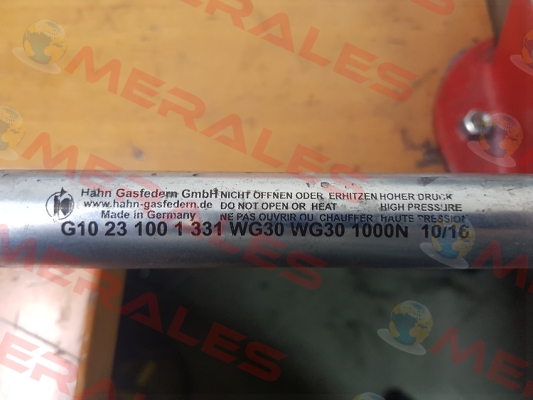 Hahn Gasfedern GmbH NICHT ÖFFNEN ODER ERHITZEN HOHER DRUCK
www.hahn-gasfedern.de DO NOT OPEN OR HEAT HIGH PRESSURE
Made in Germany NE PAS OUVRIR OU CHAUFFER HAUTE PRESSION
G10 23 100 1 331 WG30 WG30 1000N 10/16
MERALES
MERALES
MERALES